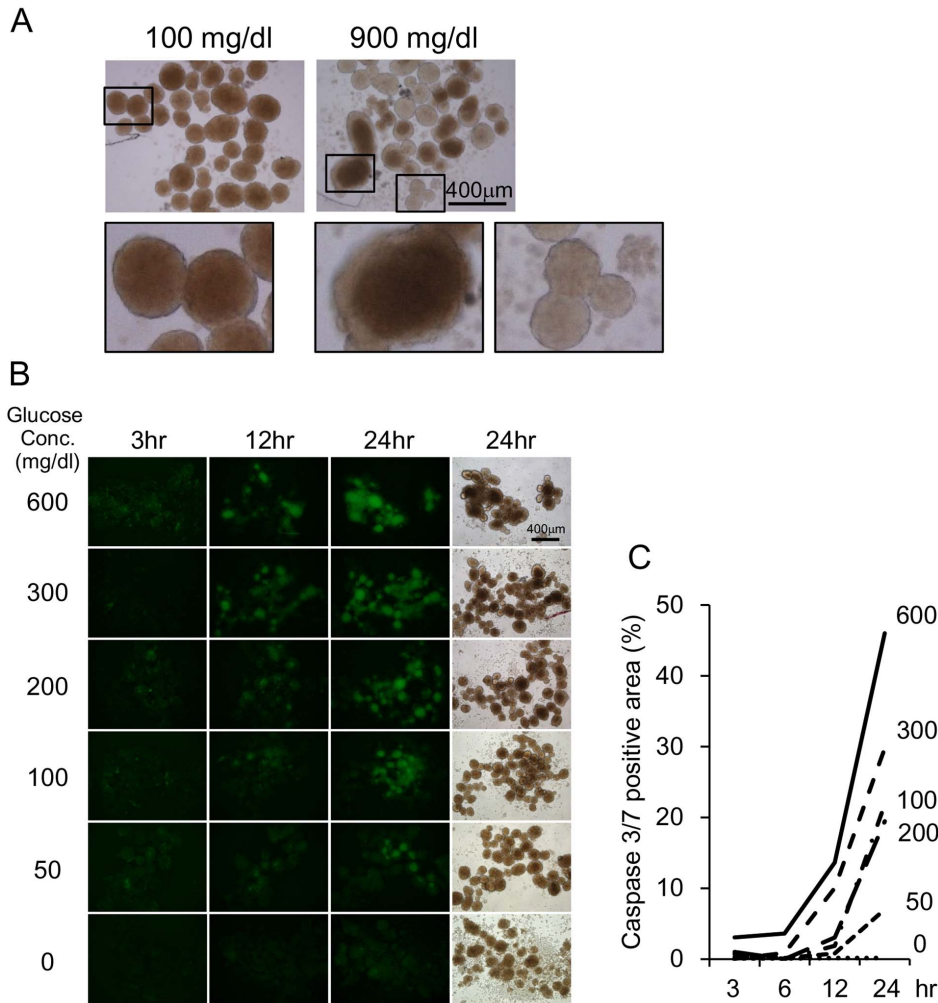 A
100 mg/dl 900 mg/dl
400μm
B
Glucose
Conc.
(mg/dl)
3hr 12hr 24hr 24hr
600
400μm
300
200
100
50
0
C
Caspase 3/7 positive area (%)
50
40
30
20
10
0
600
300
100
200
50
0
3 6 12 24 hr